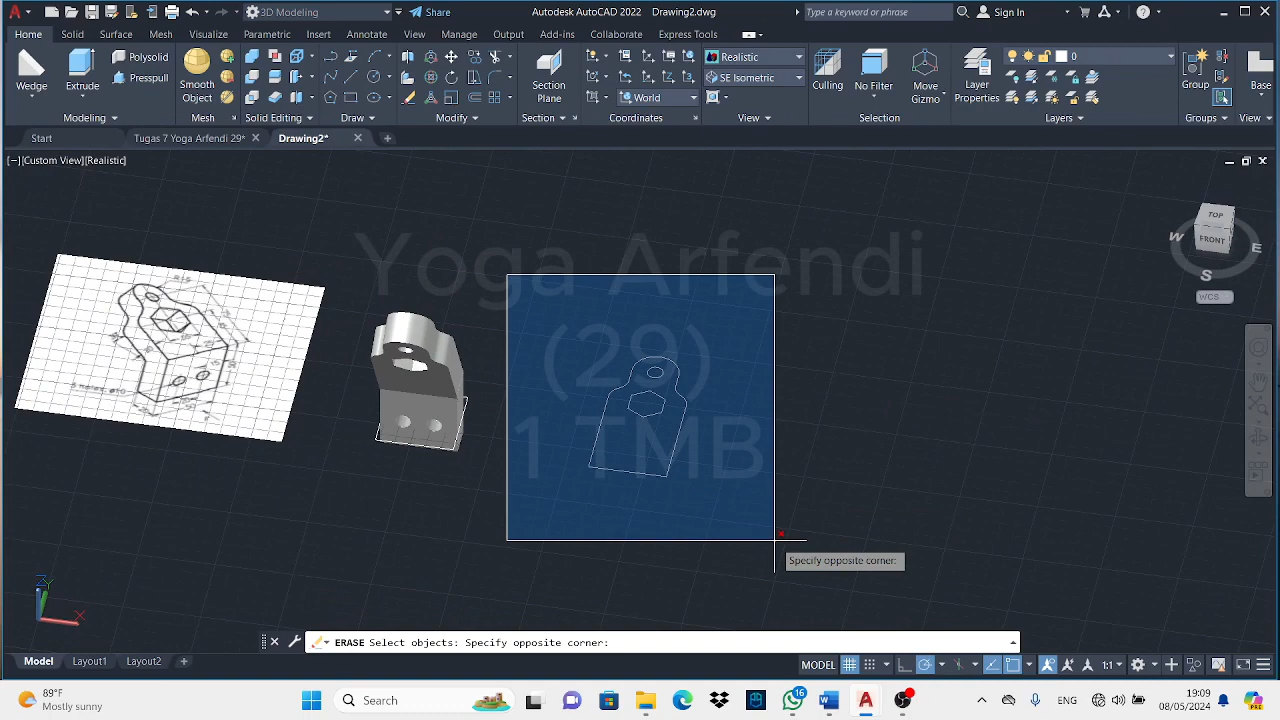 3D Modeling
Share
Autodesk AutoCAD 2022 Drawing2.dwg
Type a keyword or phrase
Sign In
Home Solid Surface Mesh Visualize Parametric Insert Annotate View Manage Output Add-ins Collaborate Express Tools
Wedge
Extrude
Polysolid
Presspull
Smooth
Object
Section
Plane
World
Realistic
SE Isometric
Culling
No Filter
Move
Gizmo
Layer
Properties
0
Group
Base
Modeling
Mesh
Solid Editing
Draw
Modify
Section
Coordinates
View
Selection
Layers
Groups
View
Start
Tugas 7 Yoga Arfendi 29*
Drawing2*
[−][Custom View][Realistic]
TOP
FRONT
W
E
S
WCS
Yoga Arfendi
(29)
1 TMB
Specify opposite corner:
X
ERASE Select objects: Specify opposite corner:
Model Layout1 Layout2
MODEL
1:1
89°F
Mostly sunny
Search
16
ENG
19:09
08/05/2024